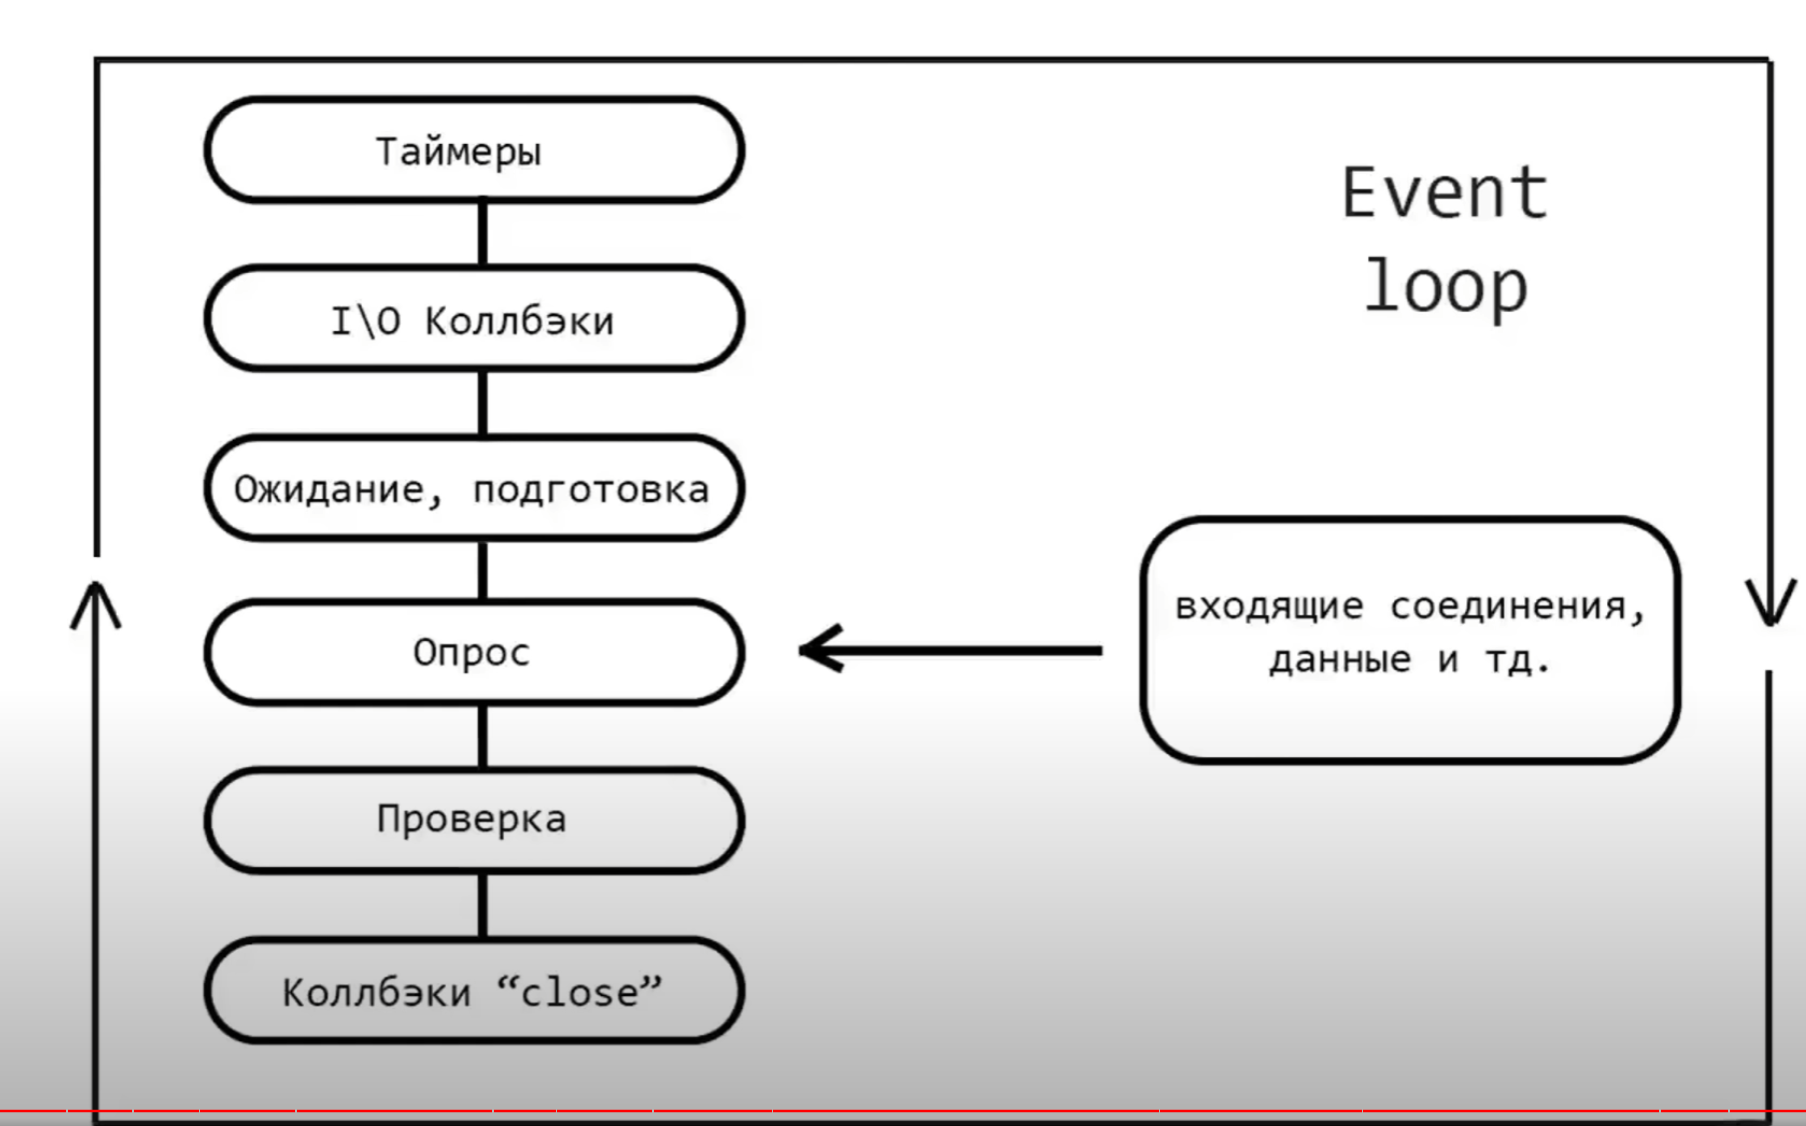 Таймеры
I\O Коллбэки
Ожидание, подготовка
Опрос
Проверка
Коллбэки “close”
Event
loop
входящие соединения,
данные и тд.